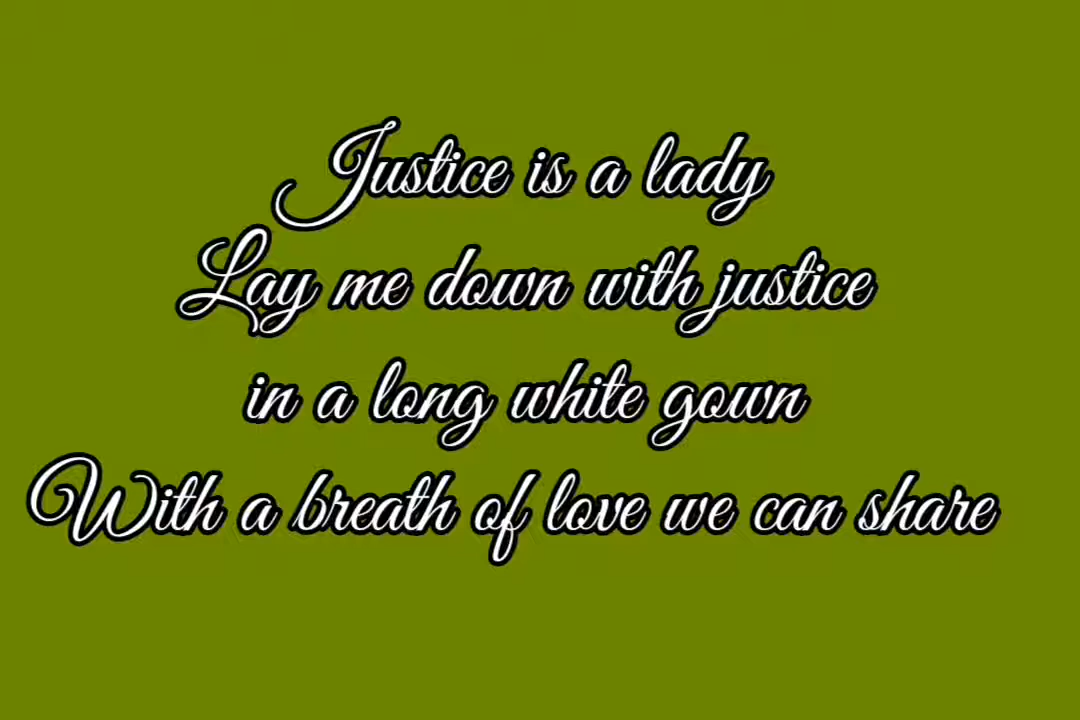 Justice is a lady
Lay me down with justice
in a long white gown
With a breath of love we can share